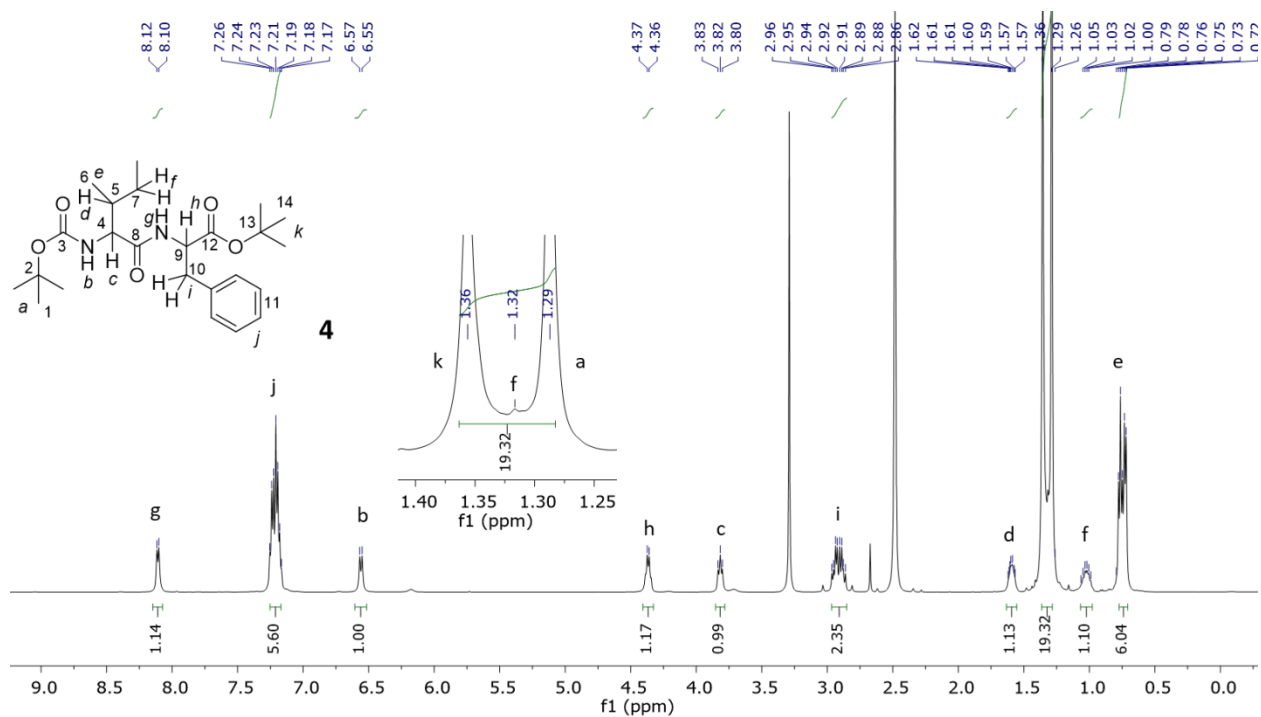 8.12 8.10 7.26 7.24 7.23 7.21 7.19 7.18 7.17 6.57 6.55 4.37 4.36 3.83 3.82 3.80 2.96 2.95 2.94 2.92 2.91 2.89 2.88 2.86 1.62 1.61 1.61 1.60 1.59 1.57 1.57 1.36 1.29 1.26 1.05 1.03 1.02 1.00 0.79 0.78 0.76 0.75 0.73 0.72
6 e H f
5 7 H
O H d h O 14
4 g H H 13 k
3 N 8 N 9 12 O
O H H O 10
2 b c H H i 11
a 1 j
4
1.36 1.32 1.29
k f a
19.32
1.40 1.35 1.30 1.25
f1 (ppm)
g j b h c i d f e
1.14 5.60 1.00 1.17 0.99 2.35 1.13 19.32 1.10 6.04
9.0 8.5 8.0 7.5 7.0 6.5 6.0 5.5 5.0 4.5 4.0 3.5 3.0 2.5 2.0 1.5 1.0 0.5 0.0
f1 (ppm)